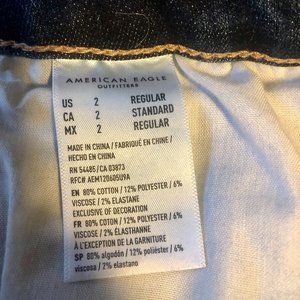 AMERICAN EAGLE
OUTFITTERS
US 2 REGULAR
CA 2 STANDARD
MX 2 REGULAR
MADE IN CHINA / FABRIQUÉ EN CHINE /
HECHO EN CHINA
RN 54485/CA 03873
RFC# AEM120605U9A
EN 80% COTTON / 12% POLYESTER / 6%
VISCOSE / 2% ELASTANE
EXCLUSIVE OF DECORATION
FR 80% COTON / 12% POLYESTER / 6%
VISCOSE / 2% ÉLASTHANNE
À L'EXCEPTION DE LA GARNITURE
SP 80% algodón / 12% poliéster / 6%
viscosa / 2% elastano